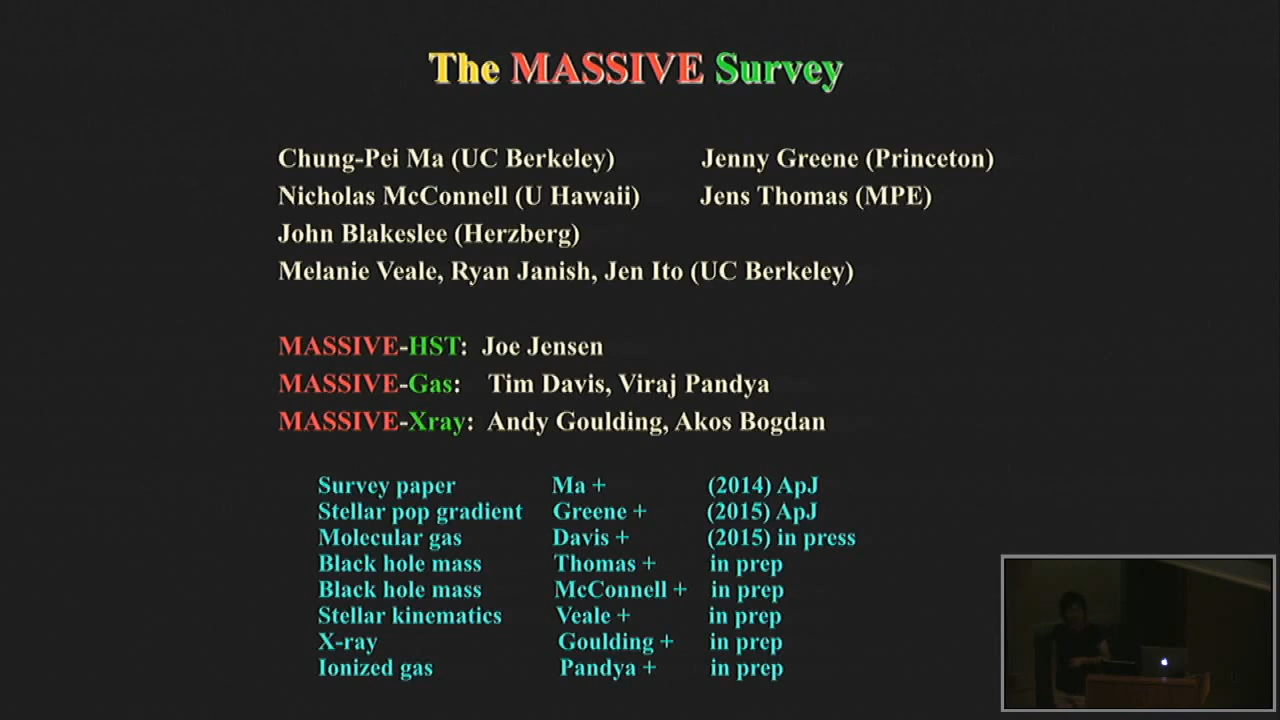 The MASSIVE Survey
Chung-Pei Ma (UC Berkeley) Jenny Greene (Princeton)
Nicholas McConnell (U Hawaii) Jens Thomas (MPE)
John Blakeslee (Herzberg)
Melanie Veale, Ryan Janish, Jen Ito (UC Berkeley)
MASSIVE-HST: Joe Jensen
MASSIVE-Gas: Tim Davis, Viraj Pandya
MASSIVE-Xray: Andy Goulding, Akos Bogdan
Survey paper Ma + (2014) ApJ
Stellar pop gradient Greene + (2015) ApJ
Molecular gas Davis + (2015) in press
Black hole mass Thomas + in prep
Black hole mass McConnell + in prep
Stellar kinematics Veale + in prep
X-ray Goulding + in prep
Ionized gas Pandya + in prep